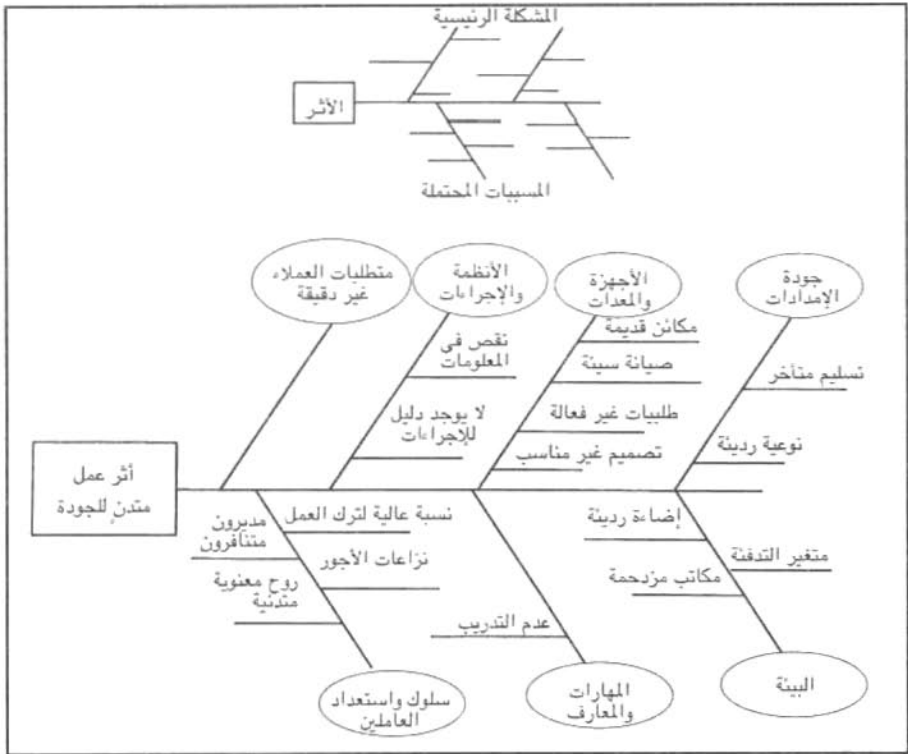 المشكلة الرئيسية
الأثر
المسببات المحتملة
جودة
الإمدادات
الأجهزة
والمعدات
الأنظمة
والإجراءات
متطلبات العملاء
غير دقيقة
تسليم متأخر
نوعية رديئة
مكائن قديمة
صيانة سيئة
طلبيات غير فعالة
تصميم غير مناسب
نقص في
المعلومات
لا يوجد دليل
للإجراءات
أثر عمل
متدنٍ للجودة
إضاءة رديئة
متغير التدفئة
مكاتب مزدحمة
عدم التدريب
نسبة عالية لترك العمل
نزاعات الأجور
مديرون
متنافرون
روح معنوية
متدنية
البيئة
المهارات
والمعارف
سلوك واستعداد
العاملين